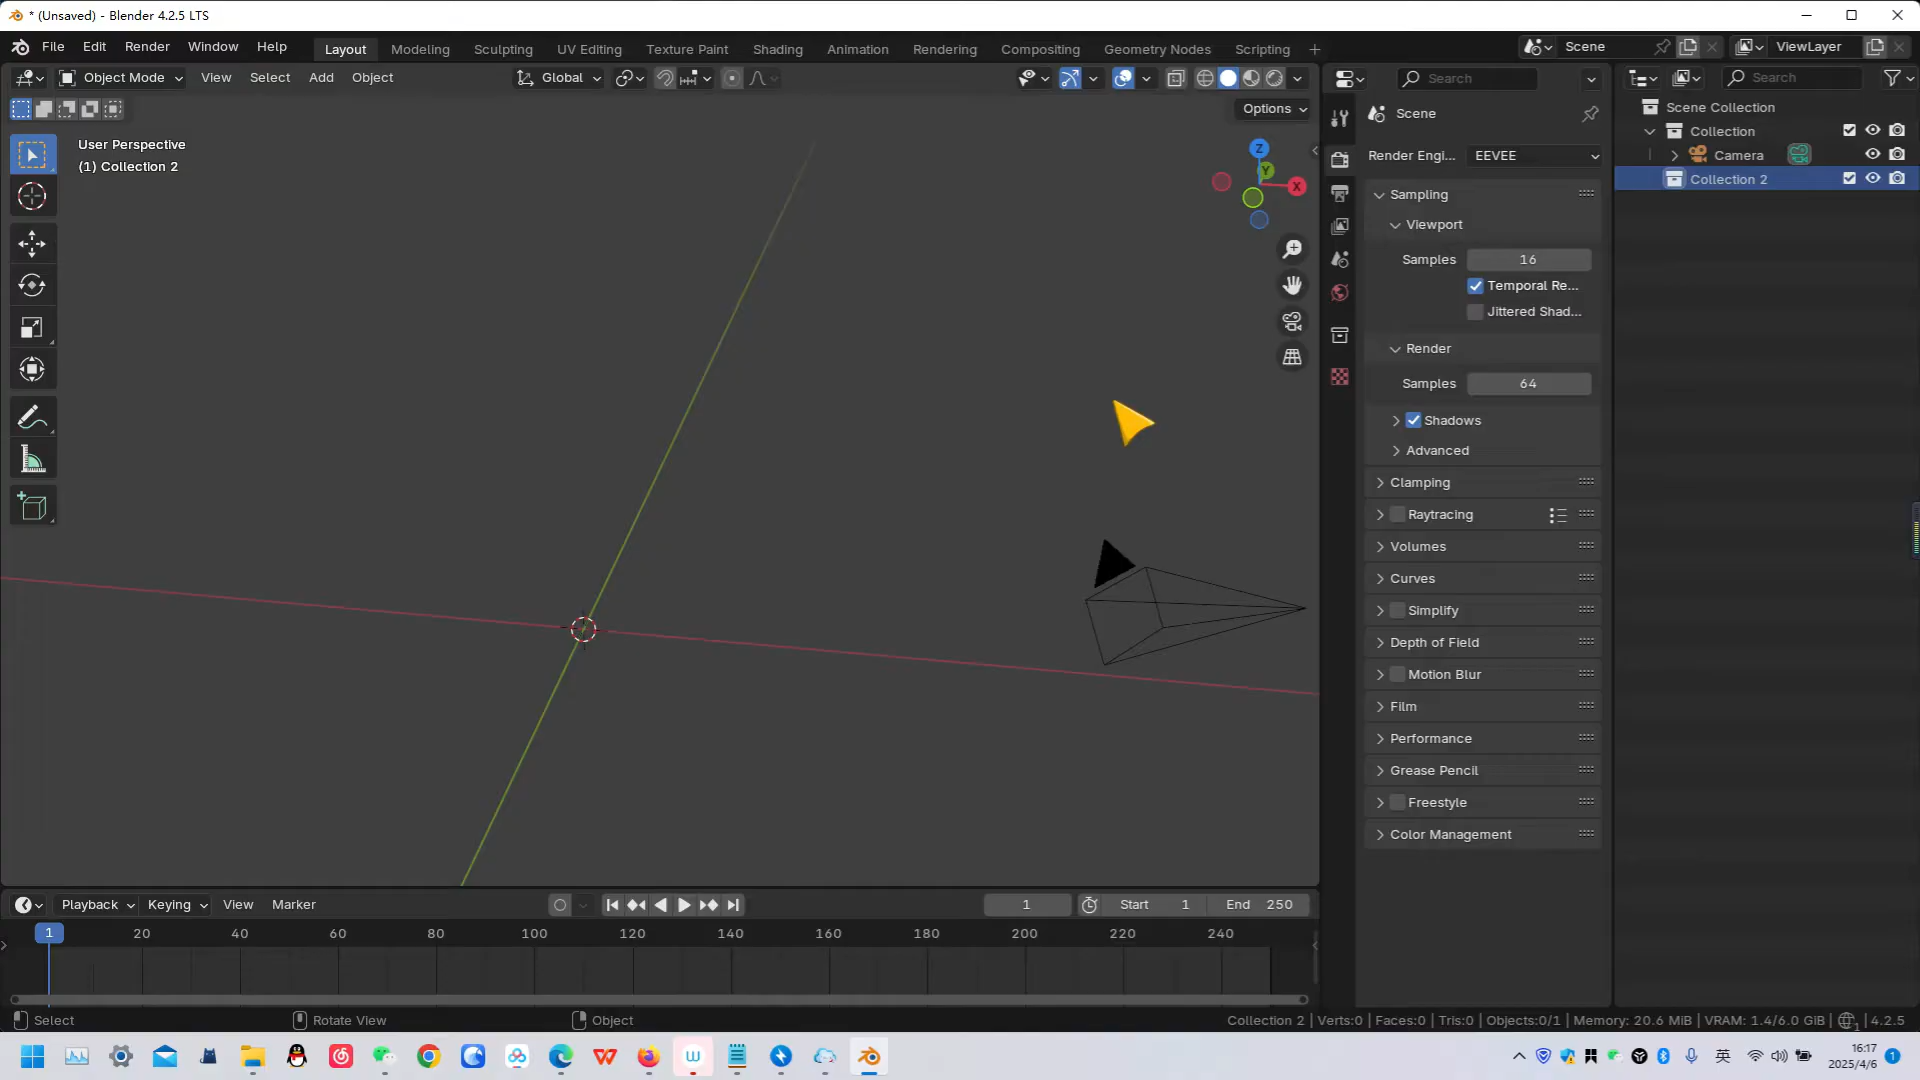 * (Unsaved) - Blender 4.2.5 LTS
File Edit Render Window Help Layout Modeling Sculpting UV Editing Texture Paint Shading Animation Rendering Compositing Geometry Nodes Scripting + Scene ViewLayer
Object Mode View Select Add Object Global Search Search
Options
User Perspective
(1) Collection 2
Z
Y
X
Scene
Render Engi... EEVEE
Sampling
Viewport
Samples 16
Temporal Re...
Jittered Shad...
Render
Samples 64
Shadows
Advanced
Clamping
Raytracing
Volumes
Curves
Simplify
Depth of Field
Motion Blur
Film
Performance
Grease Pencil
Freestyle
Color Management
Scene Collection
Collection
Camera
Collection 2
Playback Keying View Marker 1 Start 1 End 250
1 20 40 60 80 100 120 140 160 180 200 220 240
Select Rotate View Object Collection 2 | Verts:0 | Faces:0 | Tris:0 | Objects:0/1 | Memory: 20.6 MiB | VRAM: 1.4/6.0 GiB | 4.2.5
英 16:17
2025/4/6 1